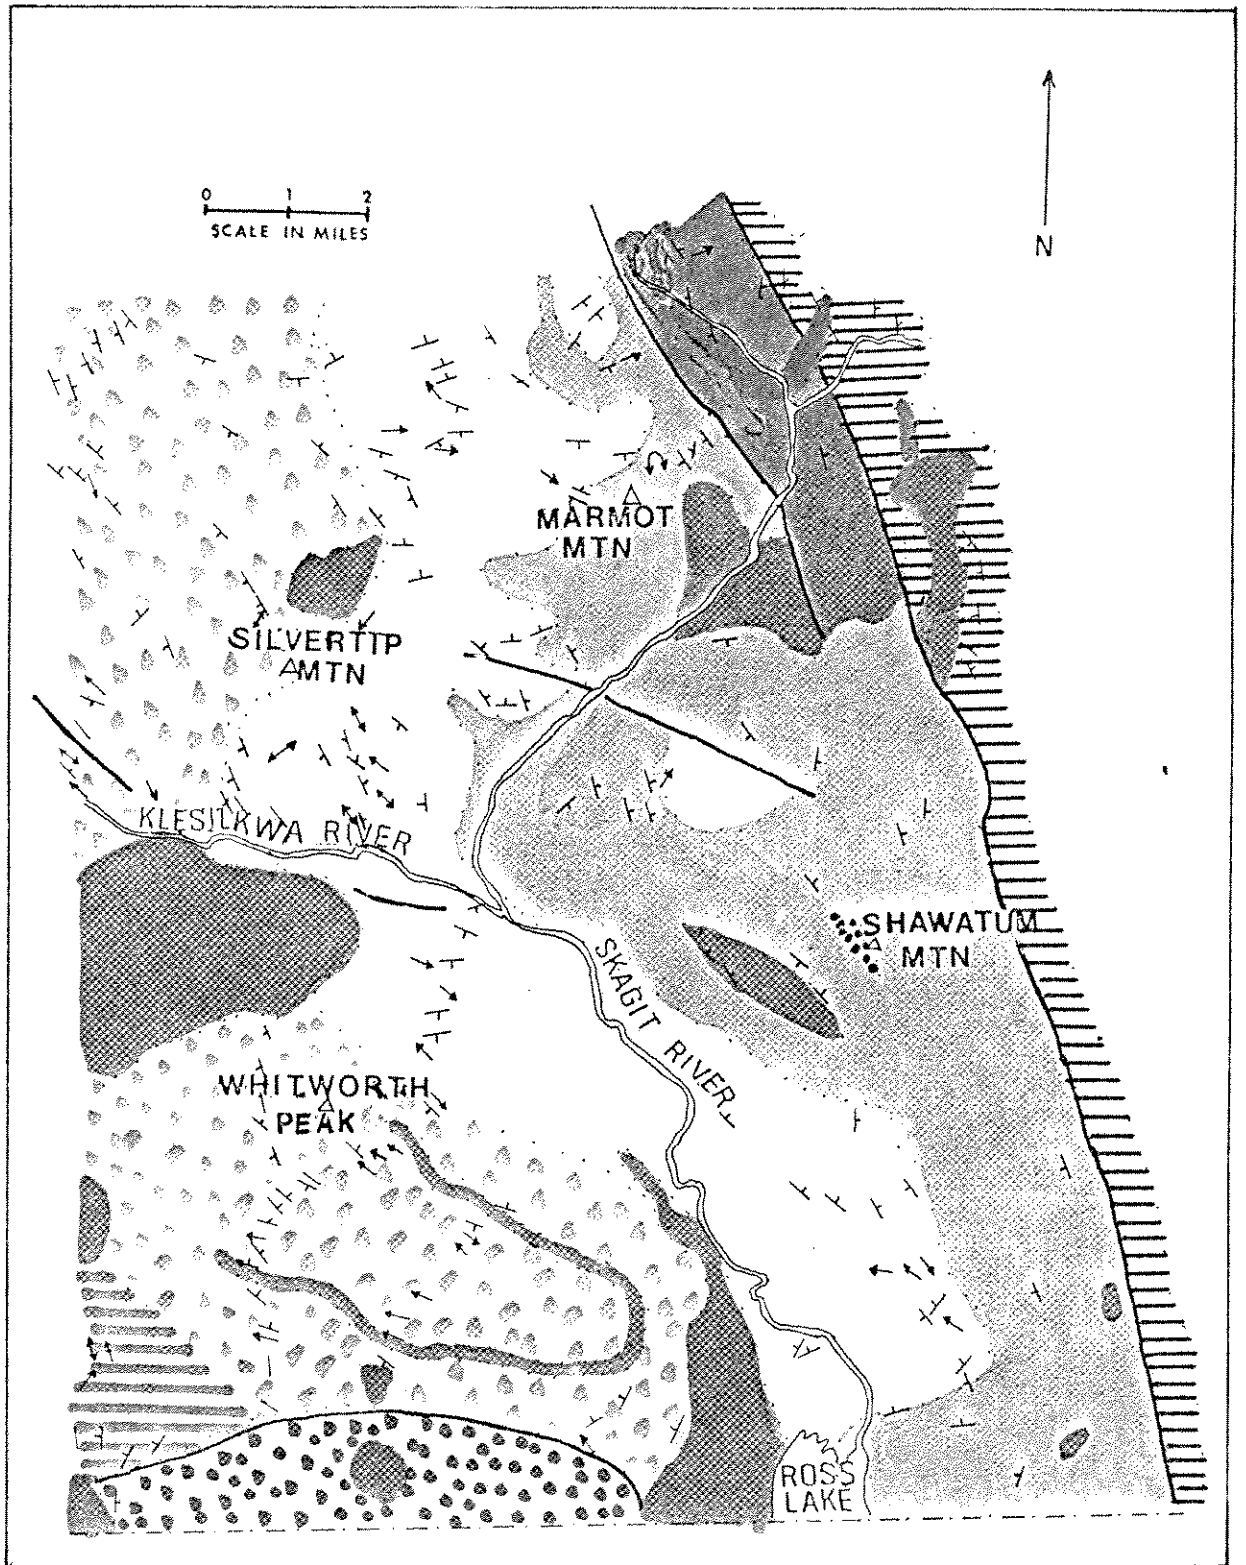 0 1 2
SCALE IN MILES
N
MARMOT
MTN
SILVERTIP
MTN
KLESILKWA RIVER
SHAWATUM
MTN
SKAGIT RIVER
WHITWORTH
PEAK
ROSS
LAKE